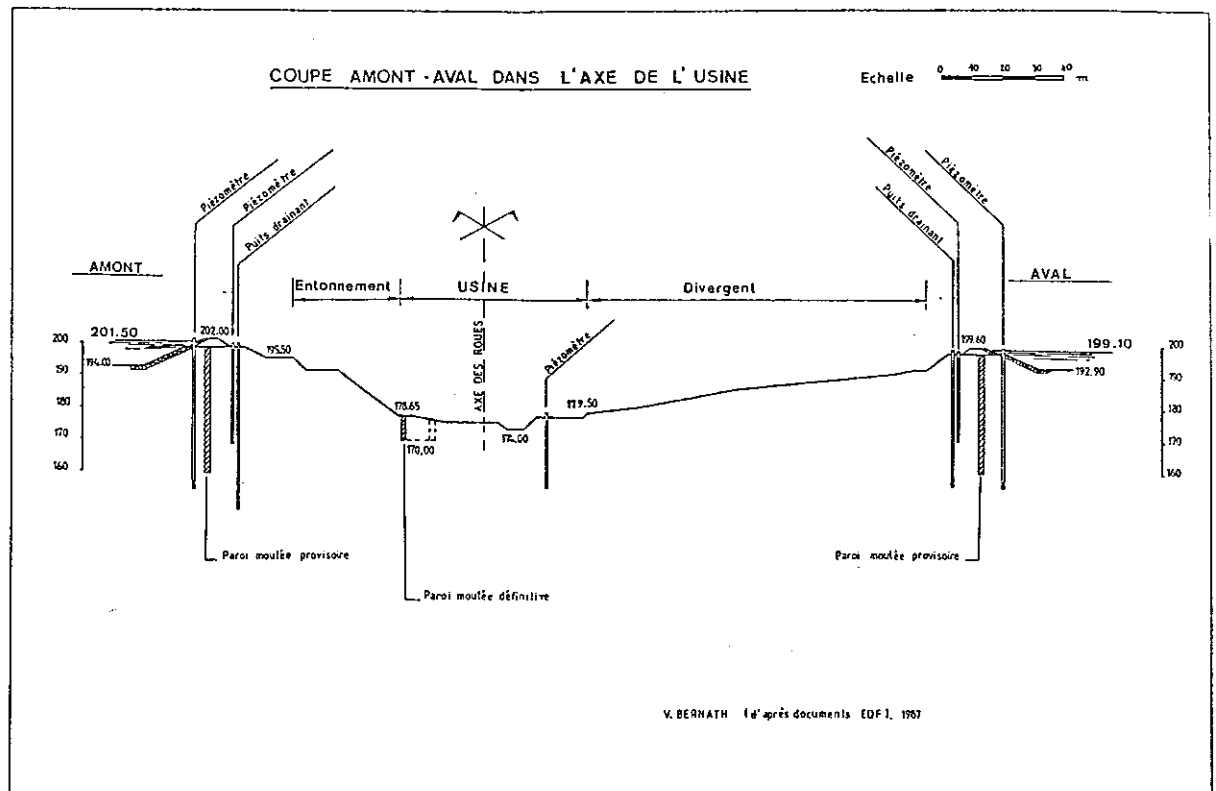 COUPE AMONT - AVAL DANS L'AXE DE L'USINE
Echelle 0 10 20 30 40 m
Piézomètre
Piézomètre
Puits drainant
Piézomètre
Piézomètre
Puits drainant
AMONT
AVAL
Entonnement
USINE
Divergent
AXE DES ROUES
Piézomètre
201.50
202.00
195.50
194.00
178.65
170,00
174.00
179.50
199.60
199.10
192.90
200
190
180
170
160
200
190
180
170
160
Paroi moulée provisoire
Paroi moulée provisoire
Paroi moulée définitive
V. BERNATH (d'après documents EDF), 1987